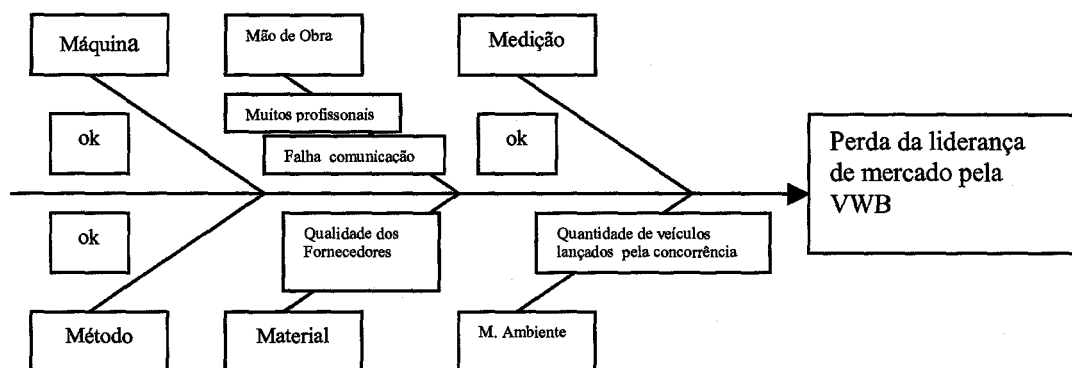 Máquina
Mão de Obra
Medição
Muitos profissonais
Falha comunicação
ok
ok
Perda da liderança
de mercado pela
VWB
ok
Qualidade dos
Fornecedores
Quantidade de veículos
lançados pela concorrência
Método
Material
M. Ambiente